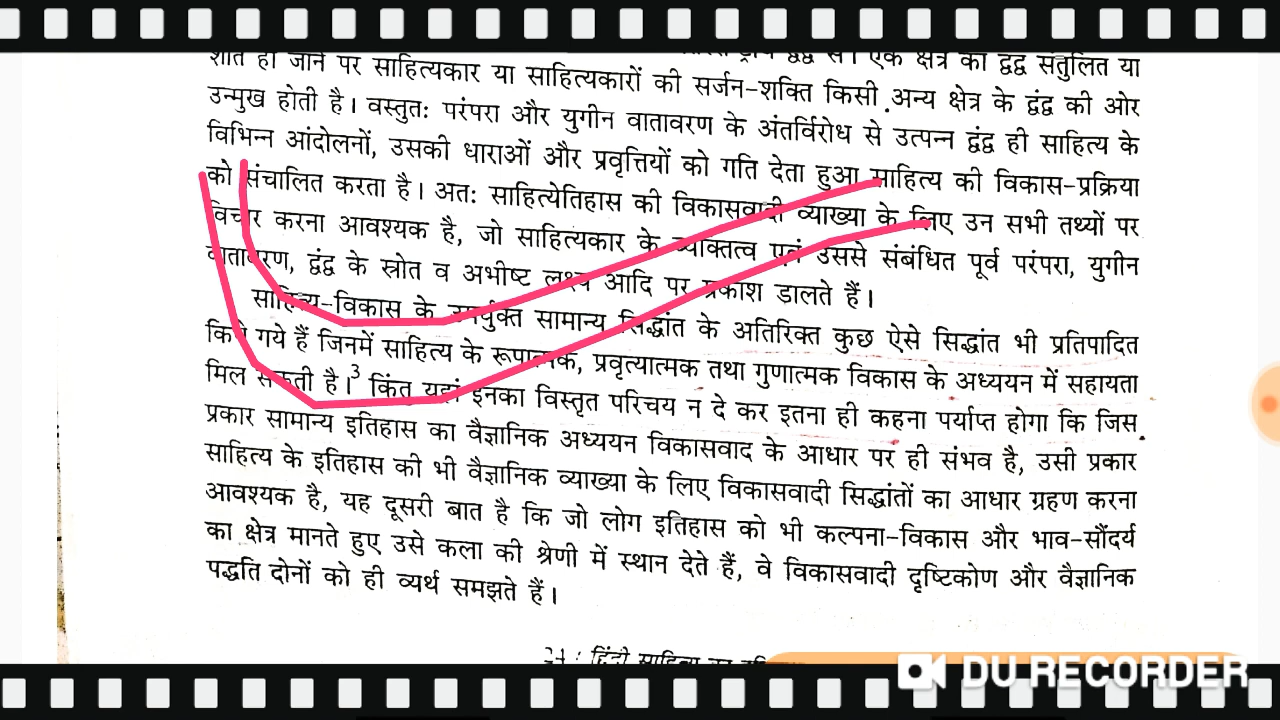 द्वंद्व से। एक क्षेत्र का द्वंद्व संतुलित या
शांत हो जाने पर साहित्यकार या साहित्यकारों की सर्जन-शक्ति किसी अन्य क्षेत्र के द्वंद्व की ओर
उन्मुख होती है। वस्तुतः परंपरा और युगीन वातावरण के अंतर्विरोध से उत्पन्न द्वंद्व ही साहित्य के
विभिन्न आंदोलनों, उसकी धाराओं और प्रवृत्तियों को गति देता हुआ साहित्य की विकास-प्रक्रिया
को संचालित करता है। अतः साहित्येतिहास की विकासवादी व्याख्या के लिए उन सभी तथ्यों पर
विचार करना आवश्यक है, जो साहित्यकार के व्यक्तित्व एवं उससे संबंधित पूर्व परंपरा, युगीन
वातावरण, द्वंद्व के स्रोत व अभीष्ट लक्ष्य आदि पर प्रकाश डालते हैं।
साहित्य-विकास के उपर्युक्त सामान्य सिद्धांत के अतिरिक्त कुछ ऐसे सिद्धांत भी प्रतिपादित
किये गये हैं जिनमें साहित्य के रूपात्मक, प्रवृत्यात्मक तथा गुणात्मक विकास के अध्ययन में सहायता
मिल सकती है।³ किंतु यहां इनका विस्तृत परिचय न दे कर इतना ही कहना पर्याप्त होगा कि जिस
प्रकार सामान्य इतिहास का वैज्ञानिक अध्ययन विकासवाद के आधार पर ही संभव है, उसी प्रकार
साहित्य के इतिहास की भी वैज्ञानिक व्याख्या के लिए विकासवादी सिद्धांतों का आधार ग्रहण करना
आवश्यक है, यह दूसरी बात है कि जो लोग इतिहास को भी कल्पना-विकास और भाव-सौंदर्य
का क्षेत्र मानते हुए उसे कला की श्रेणी में स्थान देते हैं, वे विकासवादी दृष्टिकोण और वैज्ञानिक
पद्धति दोनों को ही व्यर्थ समझते हैं।
: हिंदी साहित्य का
DU RECORDER